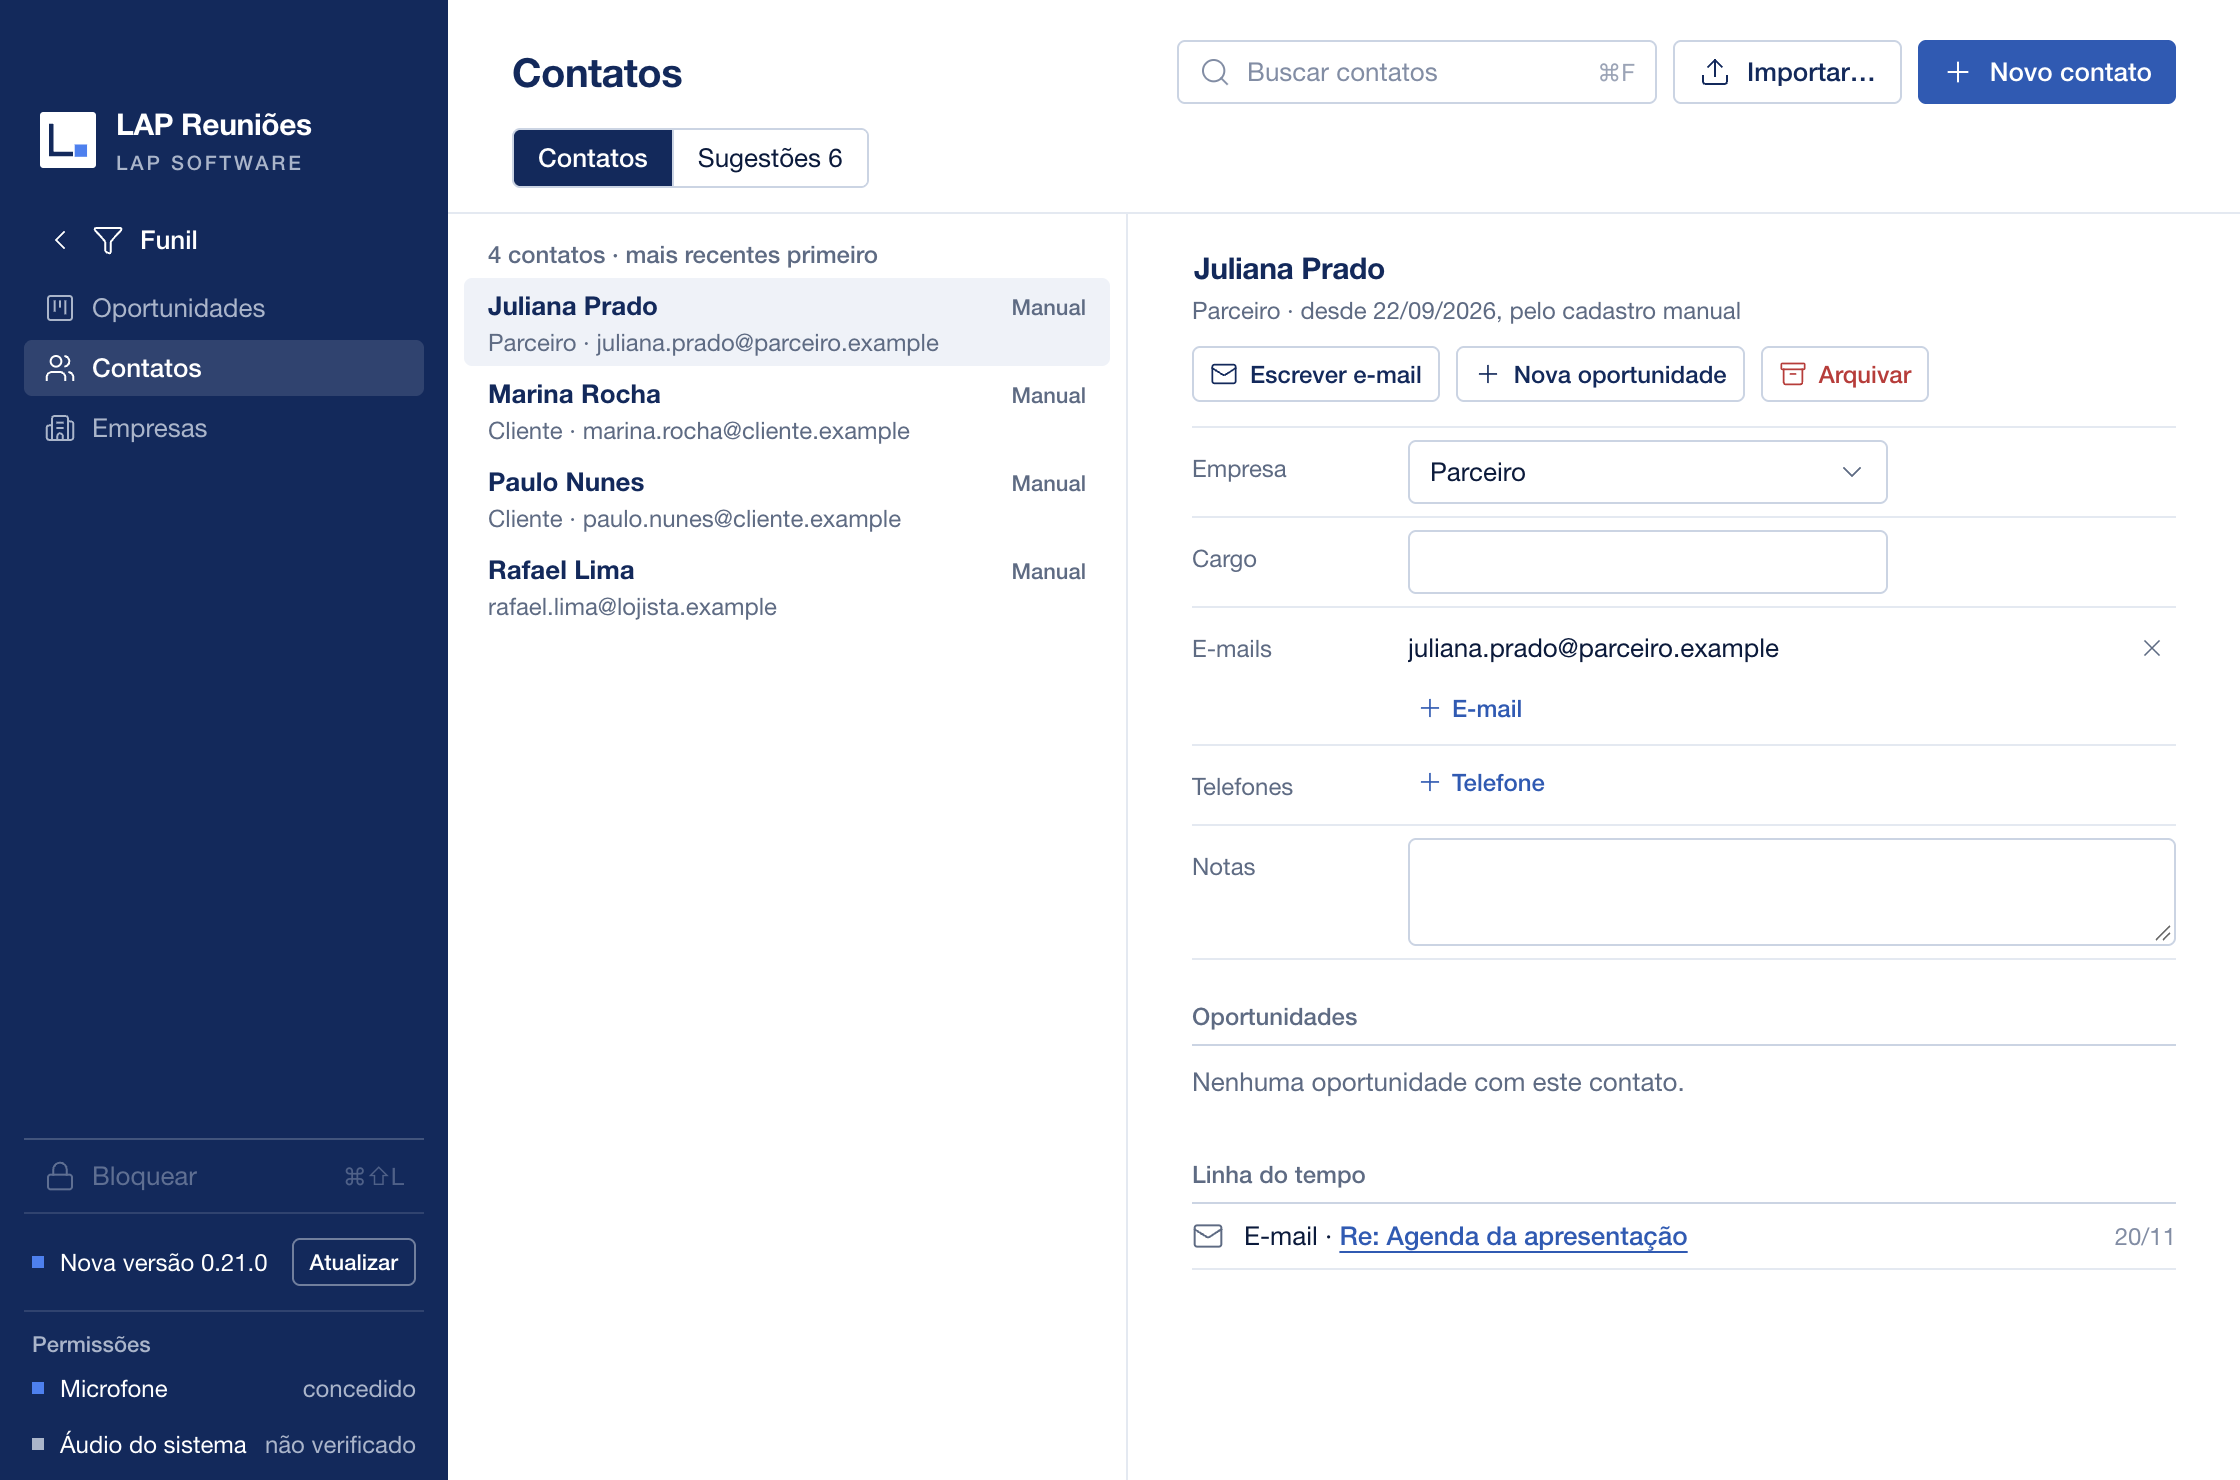 LAP Reuniões
LAP SOFTWARE
Funil
Oportunidades
Contatos
Empresas
Bloquear ⌘⇧L
Nova versão 0.21.0 Atualizar
Permissões
Microfone concedido
Áudio do sistema não verificado
Contatos
Buscar contatos ⌘F
Importar...
Novo contato
Contatos
Sugestões 6
4 contatos · mais recentes primeiro
Juliana Prado Manual
Parceiro · juliana.prado@parceiro.example
Marina Rocha Manual
Cliente · marina.rocha@cliente.example
Paulo Nunes Manual
Cliente · paulo.nunes@cliente.example
Rafael Lima Manual
rafael.lima@lojista.example
Juliana Prado
Parceiro · desde 22/09/2026, pelo cadastro manual
Escrever e-mail
Nova oportunidade
Arquivar
Empresa Parceiro
Cargo
E-mails juliana.prado@parceiro.example
E-mail
Telefones Telefone
Notas
Oportunidades
Nenhuma oportunidade com este contato.
Linha do tempo
E-mail · Re: Agenda da apresentação 20/11